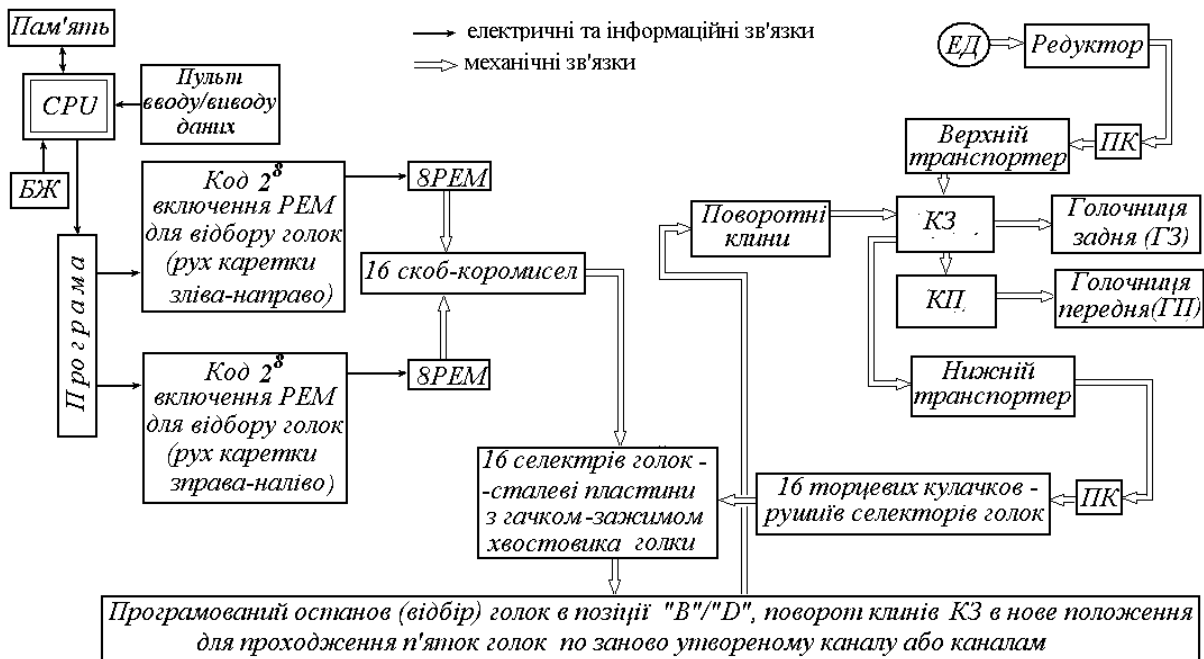 Пам'ять
CPU
Пульт
вводу/виводу
даних
БЖ
Програма
електричні та інформаційні зв'язки
механічні зв'язки
ЕД
Редуктор
ПК
Верхній
транспортер
Код 2⁸
включення РЕМ
для відбору голок
(рух каретки
зліва-направо)
8РЕМ
16 скоб-коромисел
Код 2⁸
включення РЕМ
для відбору голок
(рух каретки
зправа-наліво)
8РЕМ
Поворотні
клини
КЗ
Голочниця
задня (ГЗ)
КП
Голочниця
передня(ГП)
Нижній
транспортер
ПК
16 торцевих кулачков -
рушиїв селекторів голок
16 селектрів голок -
-сталеві пластини
з гачком-зажимом
хвостовика голки
Програмований останов (відбір) голок в позіції "B"/"D", поворот клинів КЗ в нове положення
для проходження п'яток голок по заново утвореному каналу або каналам